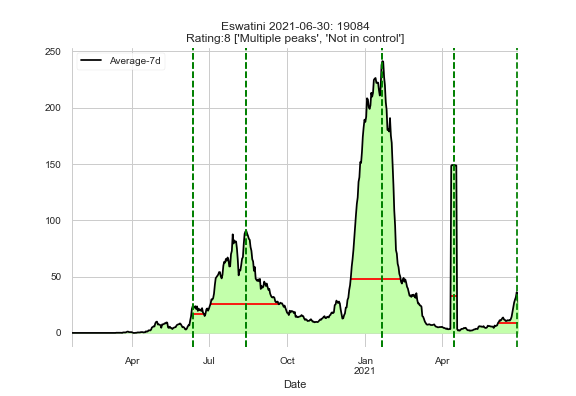 Eswatini 2021-06-30: 19084
Rating:8 ['Multiple peaks', 'Not in control']
Average-7d
250
200
150
100
50
0
Apr
Jul
Oct
Jan
2021
Apr
Date